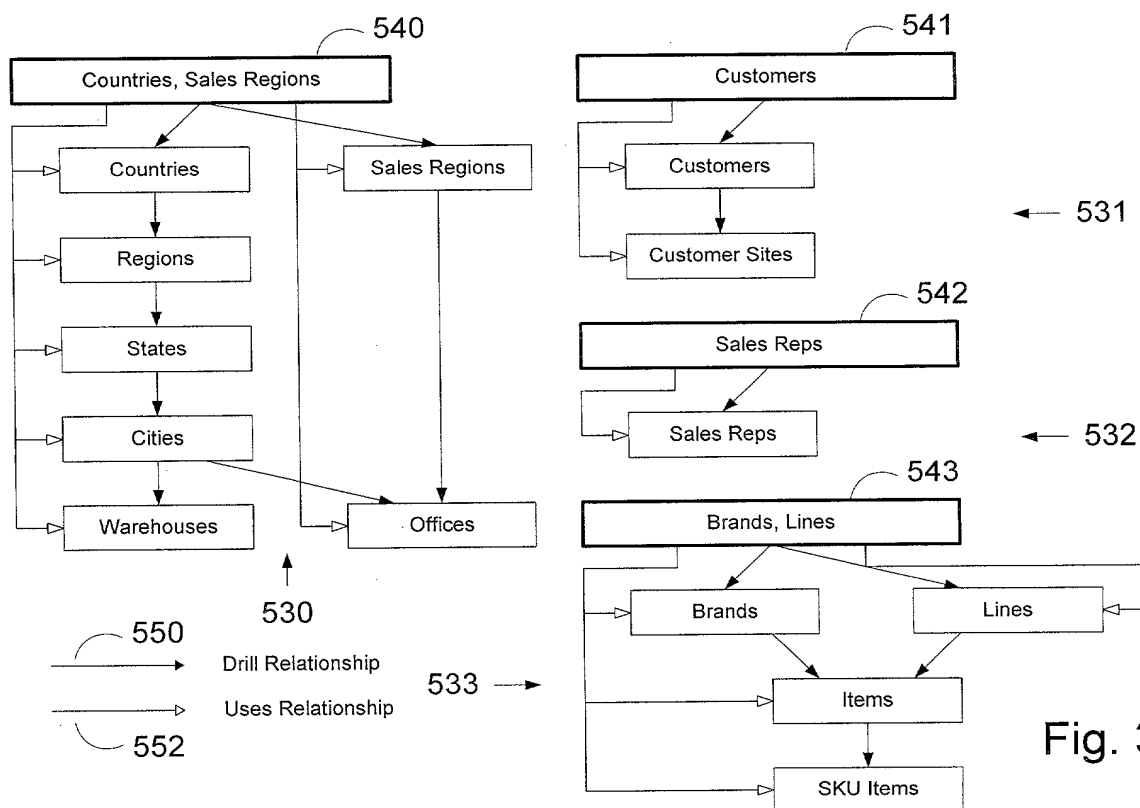 540
Countries, Sales Regions
Countries
Sales Regions
Regions
States
Cities
Warehouses
Offices
530
550
Drill Relationship
Uses Relationship
552
541
Customers
Customers
Customer Sites
531
542
Sales Reps
Sales Reps
532
543
Brands, Lines
Brands
Lines
533
Items
SKU Items
Fig.